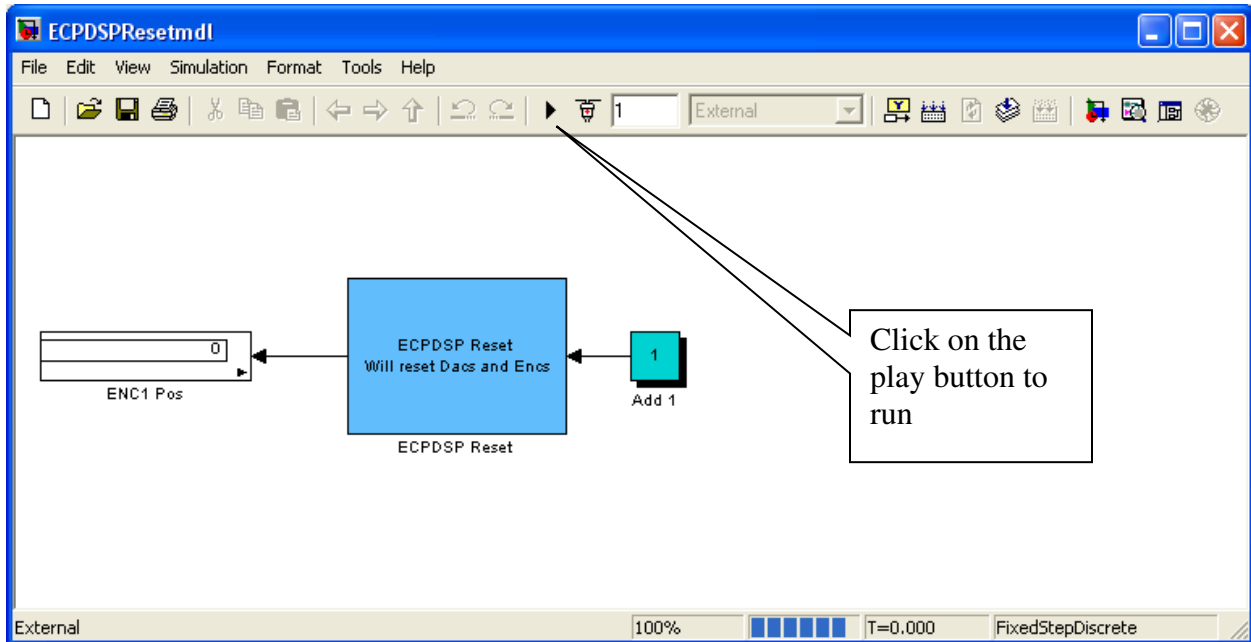 ECPDSPResetmdl
File Edit View Simulation Format Tools Help
1 External
Click on the
play button to
run
0
ENC1 Pos
ECPDSP Reset
Will reset Dacs and Encs
ECPDSP Reset
1
Add 1
External 100% T=0.000 FixedStepDiscrete